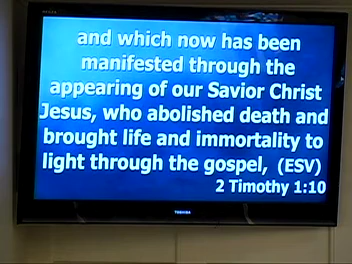 and which now has been
manifested through the
appearing of our Savior Christ
Jesus, who abolished death and
brought life and immortality to
light through the gospel, (ESV)
2 Timothy 1:10
TOSHIBA